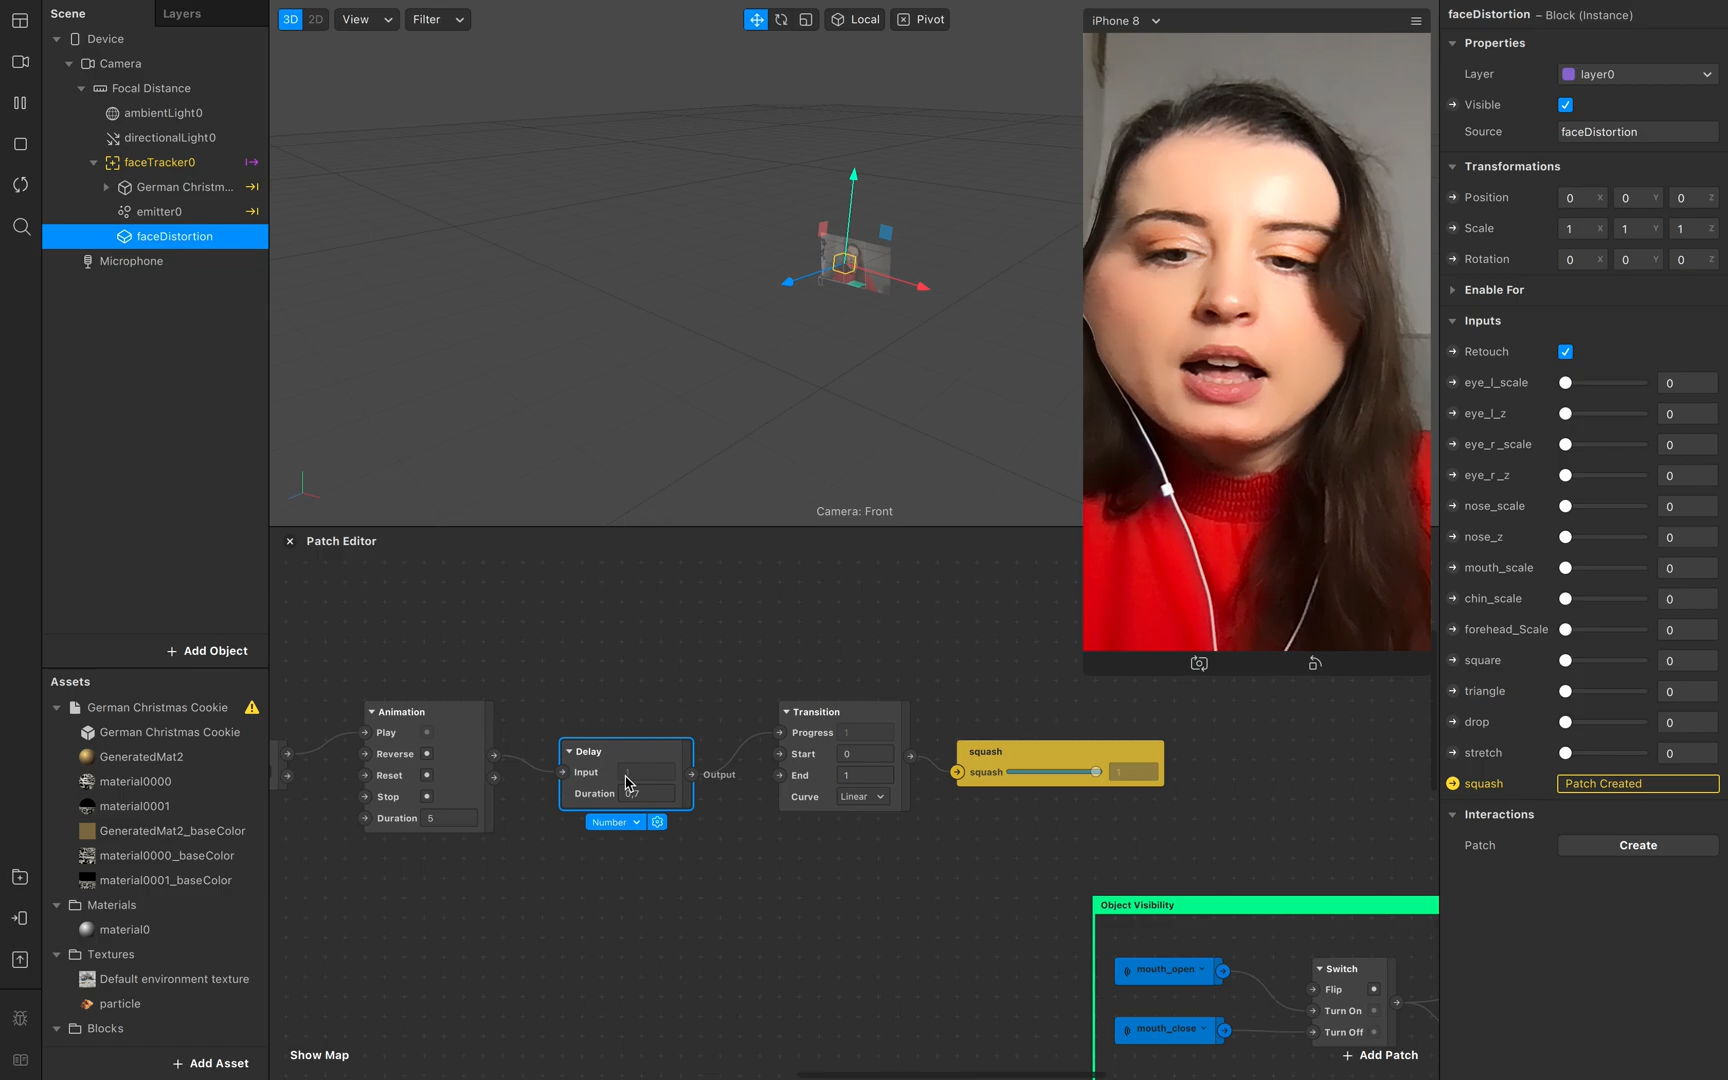 Scene
Layers
Device
Camera
Focal Distance
ambientLight0
directionalLight0
faceTracker0
German Christm...
emitter0
faceDistortion
Microphone
+ Add Object
Assets
German Christmas Cookie
German Christmas Cookie
GeneratedMat2
material0000
material0001
GeneratedMat2_baseColor
material0000_baseColor
material0001_baseColor
Materials
material0
Textures
Default environment texture
particle
Blocks
+ Add Asset
3D 2D View Filter
Local Pivot
Camera: Front
iPhone 8
Patch Editor
Animation
Play
Reverse
Reset
Stop
Duration 5
Delay
Input
Duration
Number
Output
Transition
Progress 1
Start 0
End 1
Curve Linear
squash
squash 1
Object Visibility
mouth_open
mouth_close
Switch
Flip
Turn On
Turn Off
Show Map
+ Add Patch
faceDistortion – Block (Instance)
Properties
Layer layer0
Visible
Source faceDistortion
Transformations
Position 0 X 0 Y 0 Z
Scale 1 X 1 Y 1 Z
Rotation 0 X 0 Y 0 Z
Enable For
Inputs
Retouch
eye_l_scale 0
eye_l_z 0
eye_r_scale 0
eye_r_z 0
nose_scale 0
nose_z 0
mouth_scale 0
chin_scale 0
forehead_Scale 0
square 0
triangle 0
drop 0
stretch 0
squash Patch Created
Interactions
Patch Create